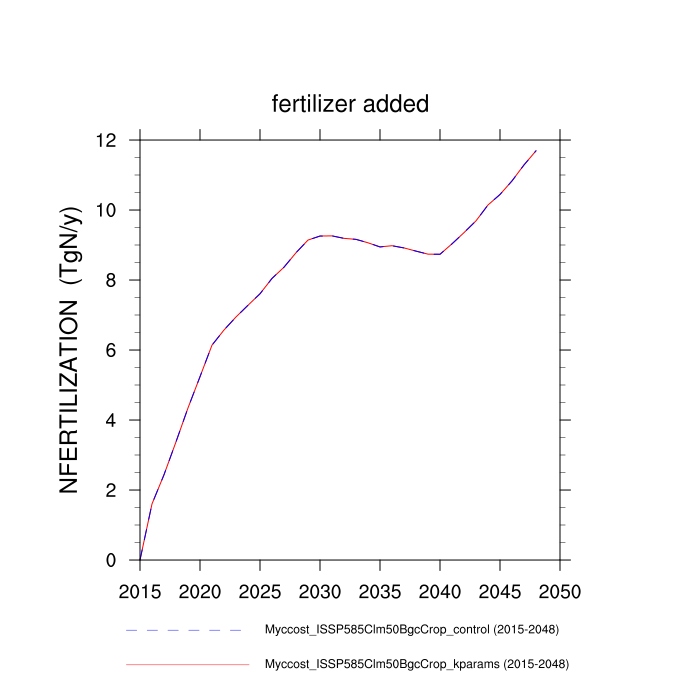 fertilizer added
NFERTILIZATION (TgN/y)
12
10
8
6
4
2
0
2015 2020 2025 2030 2035 2040 2045 2050
Myccost_ISSP585Clm50BgcCrop_control (2015-2048)
Myccost_ISSP585Clm50BgcCrop_kparams (2015-2048)